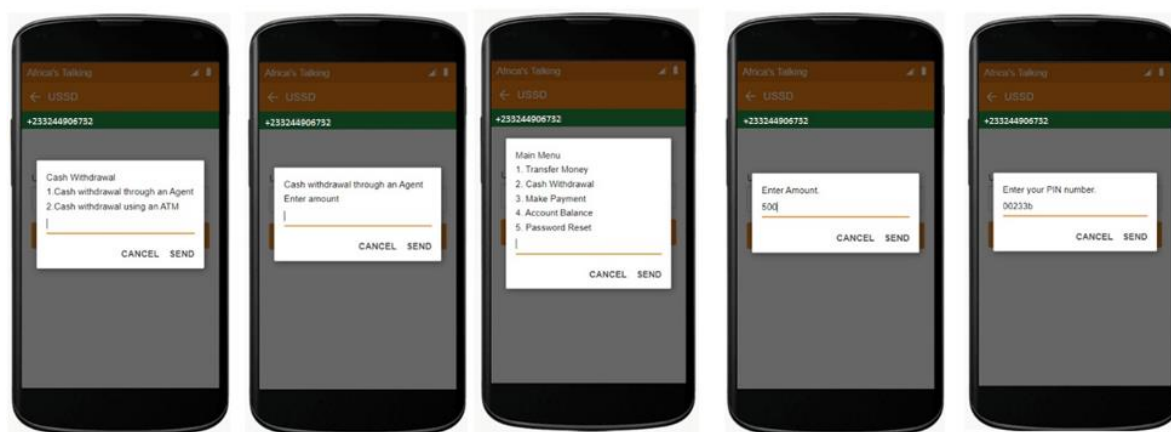 Africa's Talking
← USSD
+233244906732
Cash Withdrawal
1.Cash withdrawal through an Agent
2.Cash withdrawal using an ATM
CANCEL SEND
Africa's Talking
← USSD
+233244906732
Cash withdrawal through an Agent
Enter amount
CANCEL SEND
Africa's Talking
← USSD
+233244906732
Main Menu
1. Transfer Money
2. Cash Withdrawal
3. Make Payment
4. Account Balance
5. Password Reset
CANCEL SEND
Africa's Talking
← USSD
+233244906732
Enter Amount.
500
CANCEL SEND
Africa's Talking
← USSD
+233244906732
Enter your PIN number.
00233b
CANCEL SEND